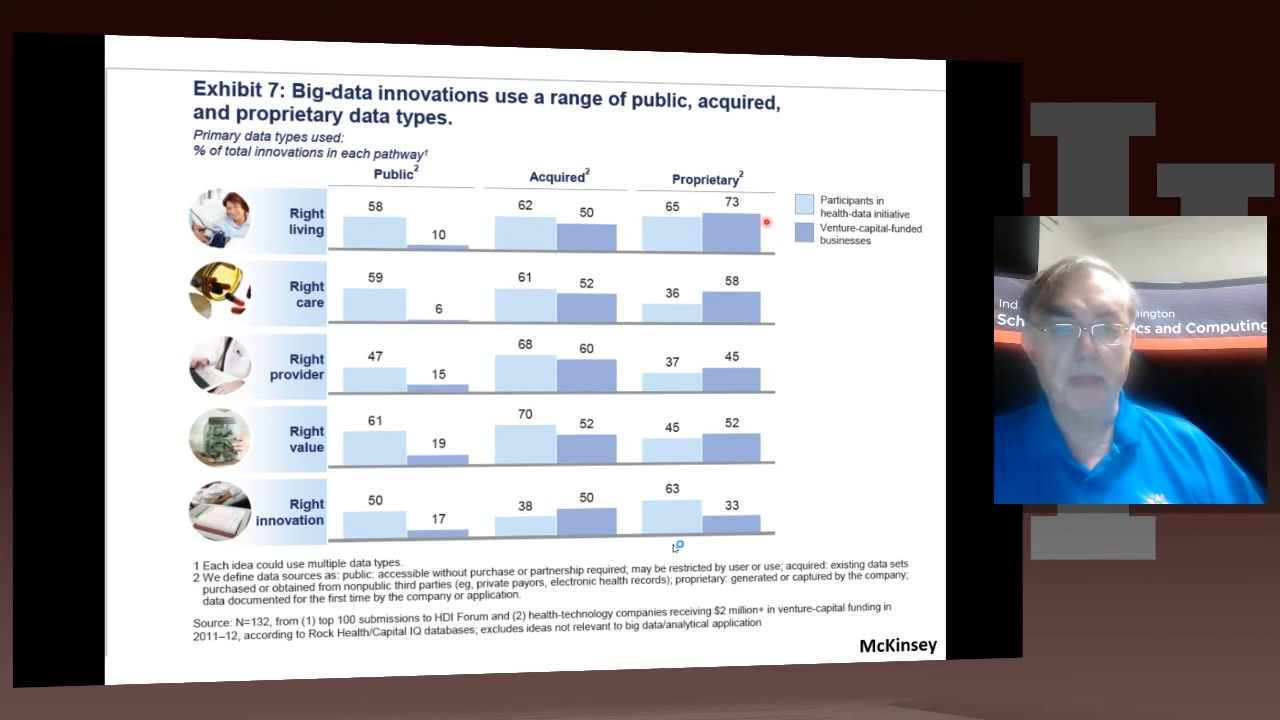 Exhibit 7: Big-data innovations use a range of public, acquired,
and proprietary data types.
Primary data types used:
% of total innovations in each pathway¹
Public² Acquired² Proprietary²
Participants in
health-data initiative
Venture-capital-funded
businesses
Right
living
58 10 62 50 65 73
Right
care
59 6 61 52 36 58
Right
provider
47 15 68 60 37 45
Right
value
61 19 70 52 45 52
Right
innovation
50 17 38 50 63 33
1 Each idea could use multiple data types.
2 We define data sources as: public: accessible without purchase or partnership required; may be restricted by user or use; acquired: existing data sets
purchased or obtained from nonpublic third parties (eg, private payors, electronic health records); proprietary: generated or captured by the company;
data documented for the first time by the company or application.
Source: N=132, from (1) top 100 submissions to HDI Forum and (2) health-technology companies receiving $2 million+ in venture-capital funding in
2011–12, according to Rock Health/Capital IQ databases; excludes ideas not relevant to big data/analytical application
McKinsey
Ind ington
Sch cs and Computing